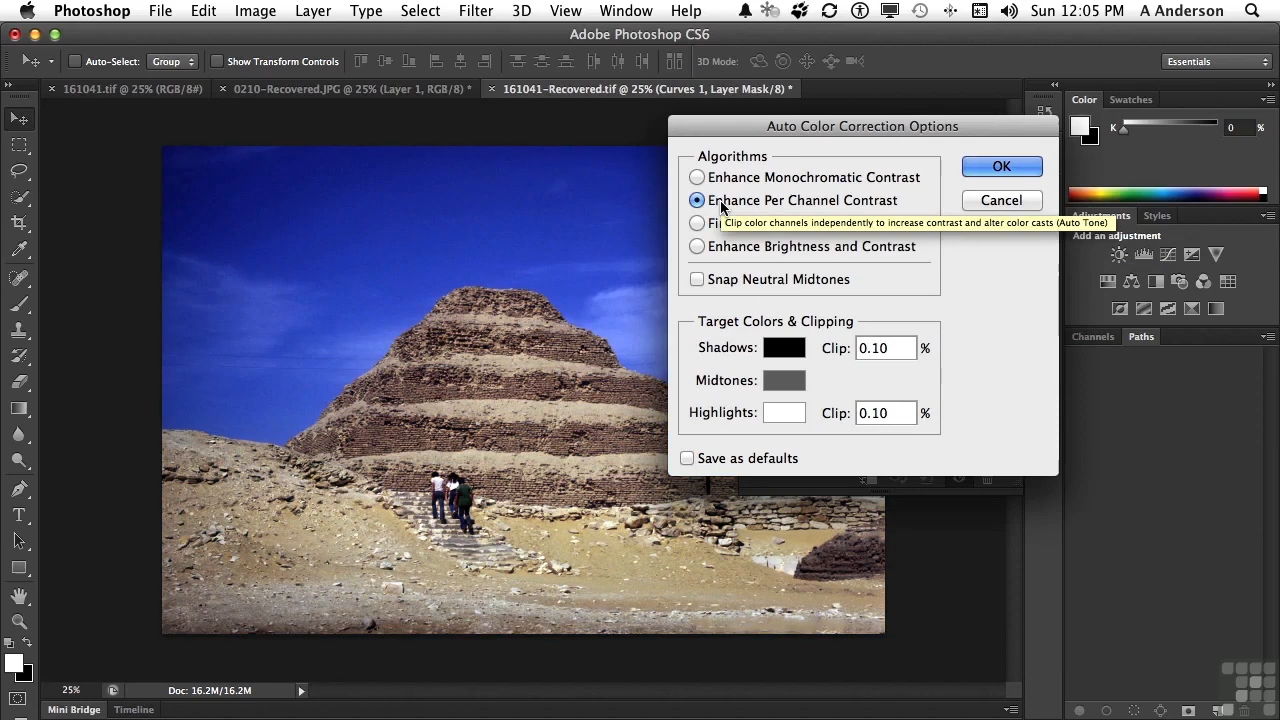 Photoshop File Edit Image Layer Type Select Filter 3D View Window Help Sun 12:05 PM A Anderson
Adobe Photoshop CS6
Auto-Select: Group Show Transform Controls 3D Mode: Essentials
161041.tif @ 25% (RGB/8#) 0210-Recovered.JPG @ 25% (Layer 1, RGB/8) * 161041-Recovered.tif @ 25% (Curves 1, Layer Mask/8) *
Color Swatches
K 0 %
Auto Color Correction Options
Algorithms
Enhance Monochromatic Contrast
Enhance Per Channel Contrast
Clip color channels independently to increase contrast and alter color casts (Auto Tone)
Enhance Brightness and Contrast
Snap Neutral Midtones
OK
Cancel
Target Colors & Clipping
Shadows: Clip: 0.10 %
Midtones:
Highlights: Clip: 0.10 %
Save as defaults
Adjustments Styles
Add an adjustment
Channels Paths
25% Doc: 16.2M/16.2M
Mini Bridge Timeline
T